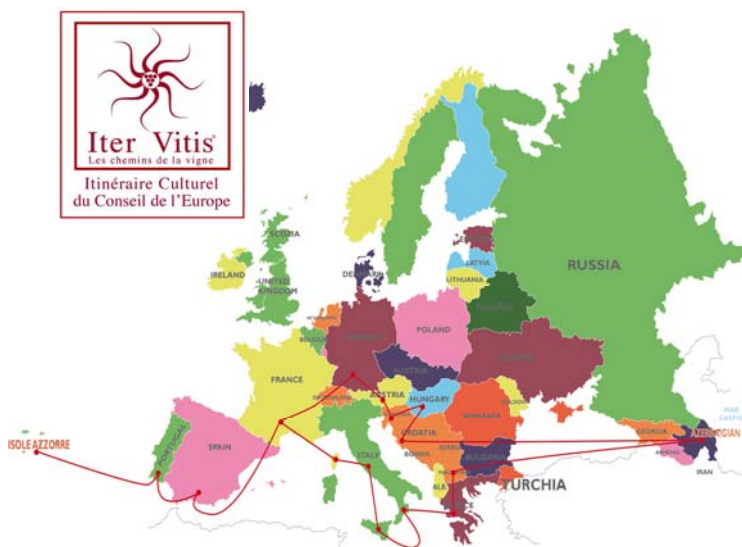 Iter Vitis
Les chemins de la vigne
Itinéraire Culturel
du Conseil de l'Europe
SCOZIA
IRELAND
UNITED
KINGDOM
DENMARK
LATVIA
LITHUANIA
RUSSIA
POLAND
FRANCE
AUSTRIA
AUSTRIA
HUNGARY
ROMANIA
CROATIA
BOSNIA
BULGARIA
ITALY
SPAIN
PORTUGAL
ISOLE AZZORRE
MAR
CASPIO
GEORGIA
AZERBAIGIAN
ARMENIA
IRAN
TURCHIA